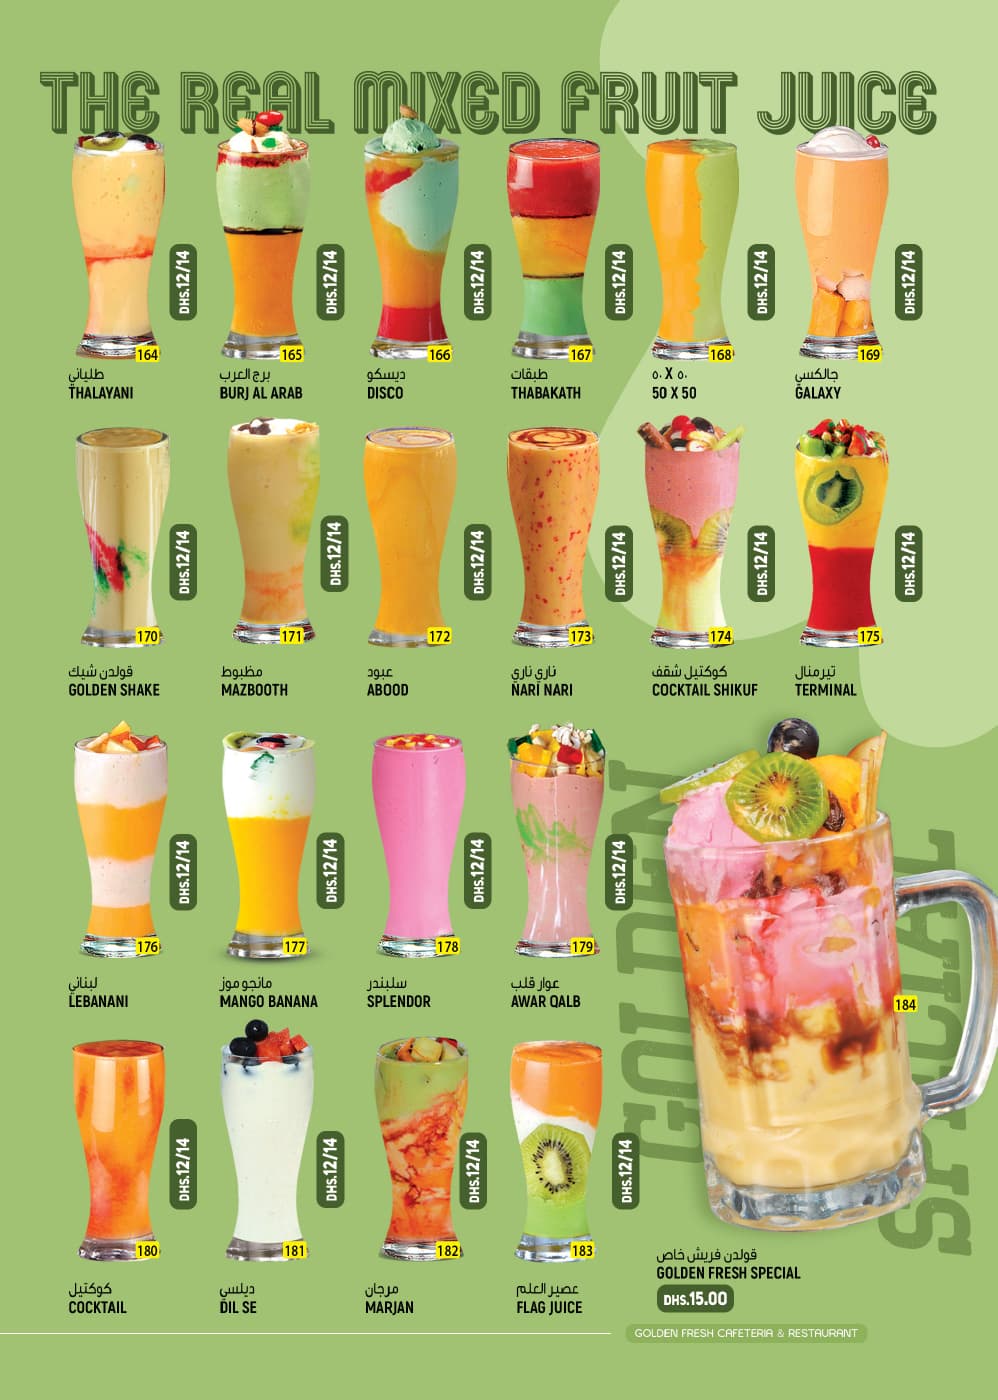 THE REAL MIXED FRUIT JUICE
DHS.12/14
164
طلياني
THALAYANI
DHS.12/14
165
برج العرب
BURJ AL ARAB
DHS.12/14
166
ديسكو
DISCO
DHS.12/14
167
طبقات
THABAKATH
DHS.12/14
168
٥٠ X ٥٠
50 X 50
DHS.12/14
169
جالكسي
GALAXY
DHS.12/14
170
قولدن شيك
GOLDEN SHAKE
DHS.12/14
171
مظبوط
MAZBOOTH
DHS.12/14
172
عبود
ABOOD
DHS.12/14
173
ناري ناري
NARI NARI
DHS.12/14
174
كوكتيل شقف
COCKTAIL SHIKUF
DHS.12/14
175
تيرمنال
TERMINAL
DHS.12/14
176
لبناني
LEBANANI
DHS.12/14
177
مانجو موز
MANGO BANANA
DHS.12/14
178
سلبندر
SPLENDOR
DHS.12/14
179
عوار قلب
AWAR QALB
DHS.12/14
180
كوكتيل
COCKTAIL
DHS.12/14
181
ديلسي
DIL SE
DHS.12/14
182
مرجان
MARJAN
DHS.12/14
183
عصير العلم
FLAG JUICE
GOLDEN
SPECIAL
184
قولدن فريش خاص
GOLDEN FRESH SPECIAL
DHS.15.00
GOLDEN FRESH CAFETERIA & RESTAURANT